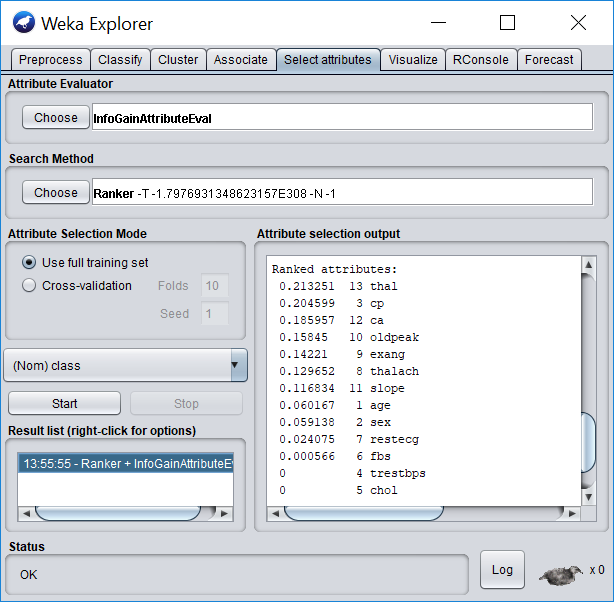 Weka Explorer
Preprocess Classify Cluster Associate Select attributes Visualize RConsole Forecast
Attribute Evaluator
Choose InfoGainAttributeEval
Search Method
Choose Ranker -T -1.7976931348623157E308 -N -1
Attribute Selection Mode
Use full training set
Cross-validation Folds 10
Seed 1
(Nom) class
Start Stop
Result list (right-click for options)
13:55:55 - Ranker + InfoGainAttributeEv
Attribute selection output
Ranked attributes:
0.213251 13 thal
0.204599 3 cp
0.185957 12 ca
0.15845 10 oldpeak
0.14221 9 exang
0.129652 8 thalach
0.116834 11 slope
0.060167 1 age
0.059138 2 sex
0.024075 7 restecg
0.000566 6 fbs
0 4 trestbps
0 5 chol
Status
OK
Log x 0